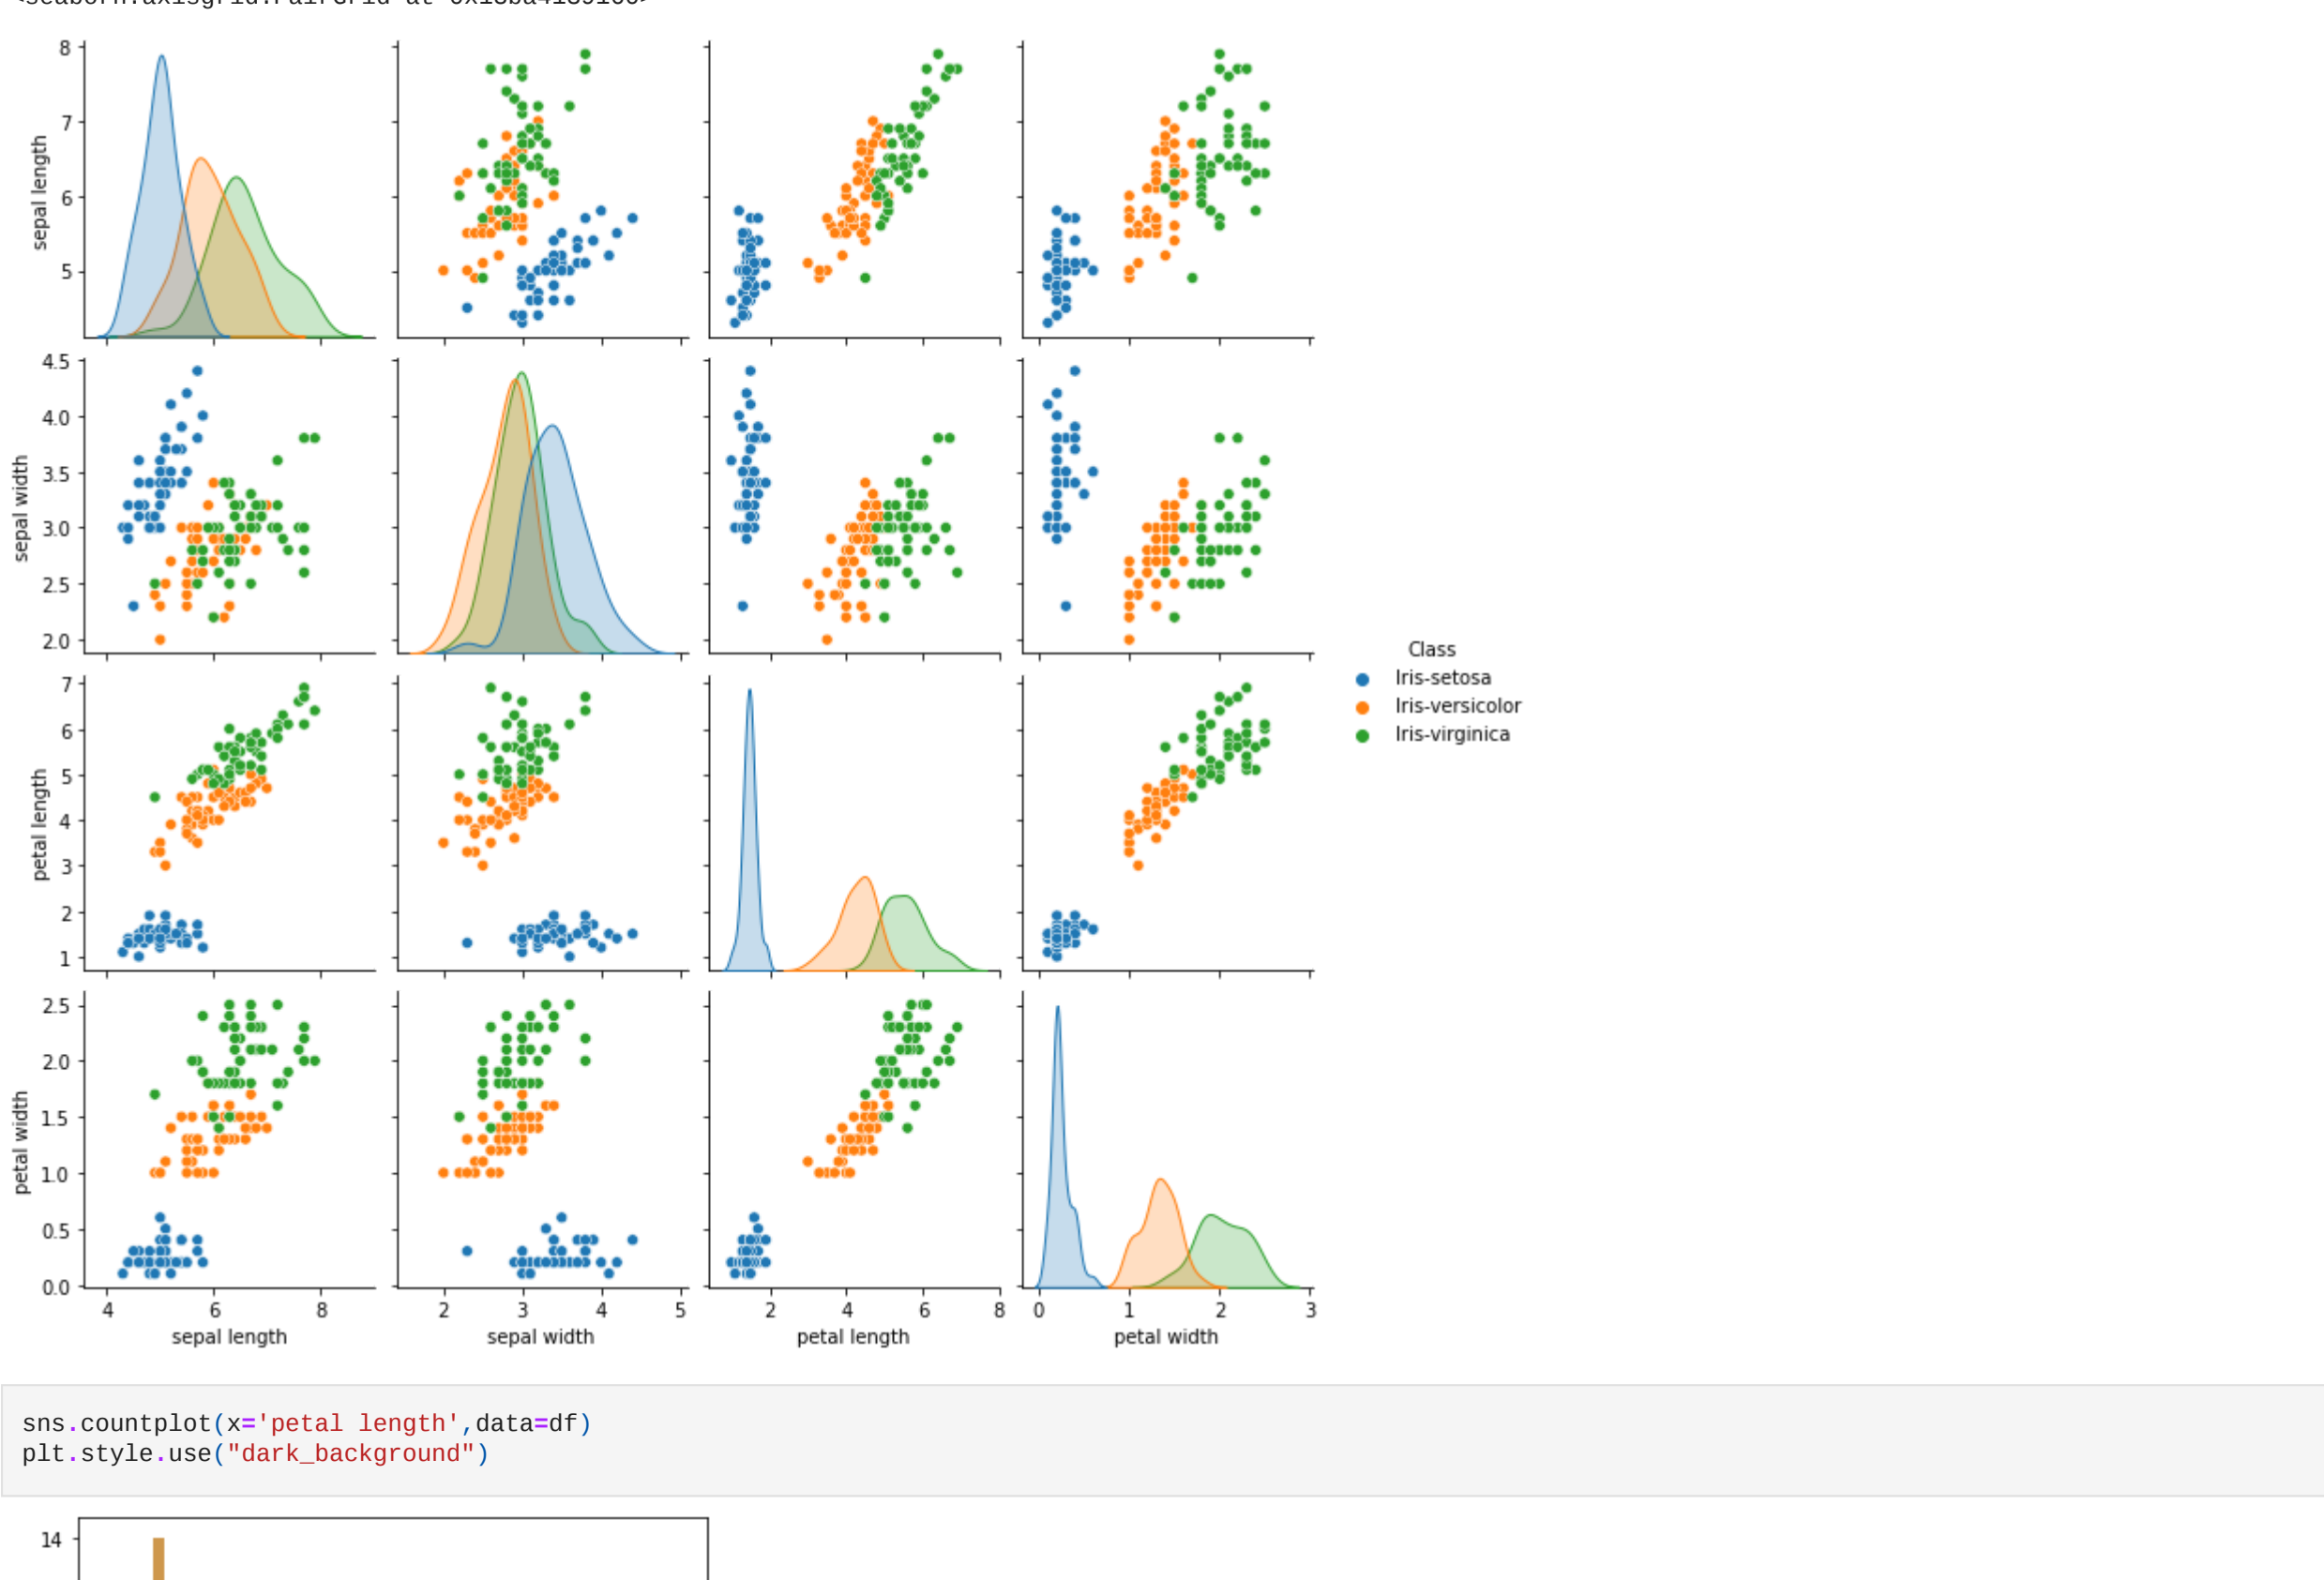 8
7
6
5
sepal length
4.5
4.0
3.5
3.0
2.5
2.0
sepal width
Class
Iris-setosa
Iris-versicolor
Iris-virginica
7
6
5
4
3
2
1
petal length
2.5
2.0
1.5
1.0
0.5
0.0
petal width
4 6 8 2 3 4 5 2 4 6 8 0 1 2 3
sepal length sepal width petal length petal width
sns.countplot(x='petal length',data=df)
plt.style.use("dark_background")
14